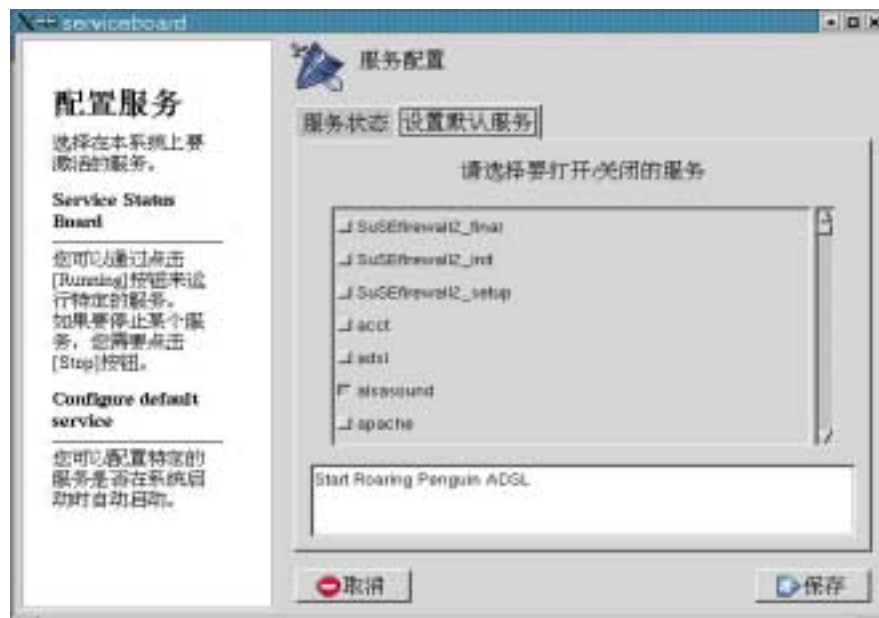 serviceboard
配置服务
选择在本系统上要
激活的服务。
Service Status
Board
您可以通过点击
[Running]按钮来运
行特定的服务。
如果要停止某个服
务，您需要点击
[Stop]按钮。
Configure default
service
您可以配置特定的
服务是否在系统启
动时自动启动。
服务配置
服务状态 设置默认服务
请选择要打开/关闭的服务
SuSEfirewall2_final
SuSEfirewall2_init
SuSEfirewall2_setup
acct
adsl
alsasound
apache
Start Roaring Penguin ADSL
取消
保存